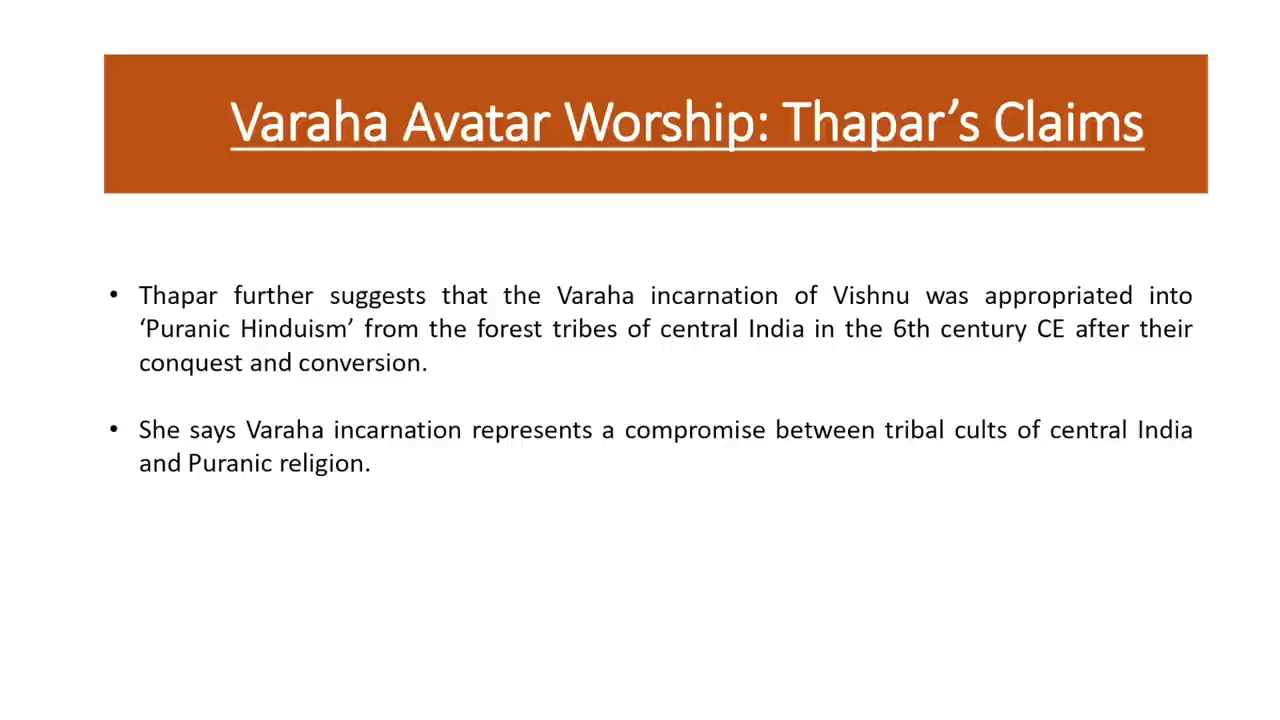 Varaha Avatar Worship: Thapar’s Claims
• Thapar further suggests that the Varaha incarnation of Vishnu was appropriated into
‘Puranic Hinduism’ from the forest tribes of central India in the 6th century CE after their
conquest and conversion.
• She says Varaha incarnation represents a compromise between tribal cults of central India
and Puranic religion.